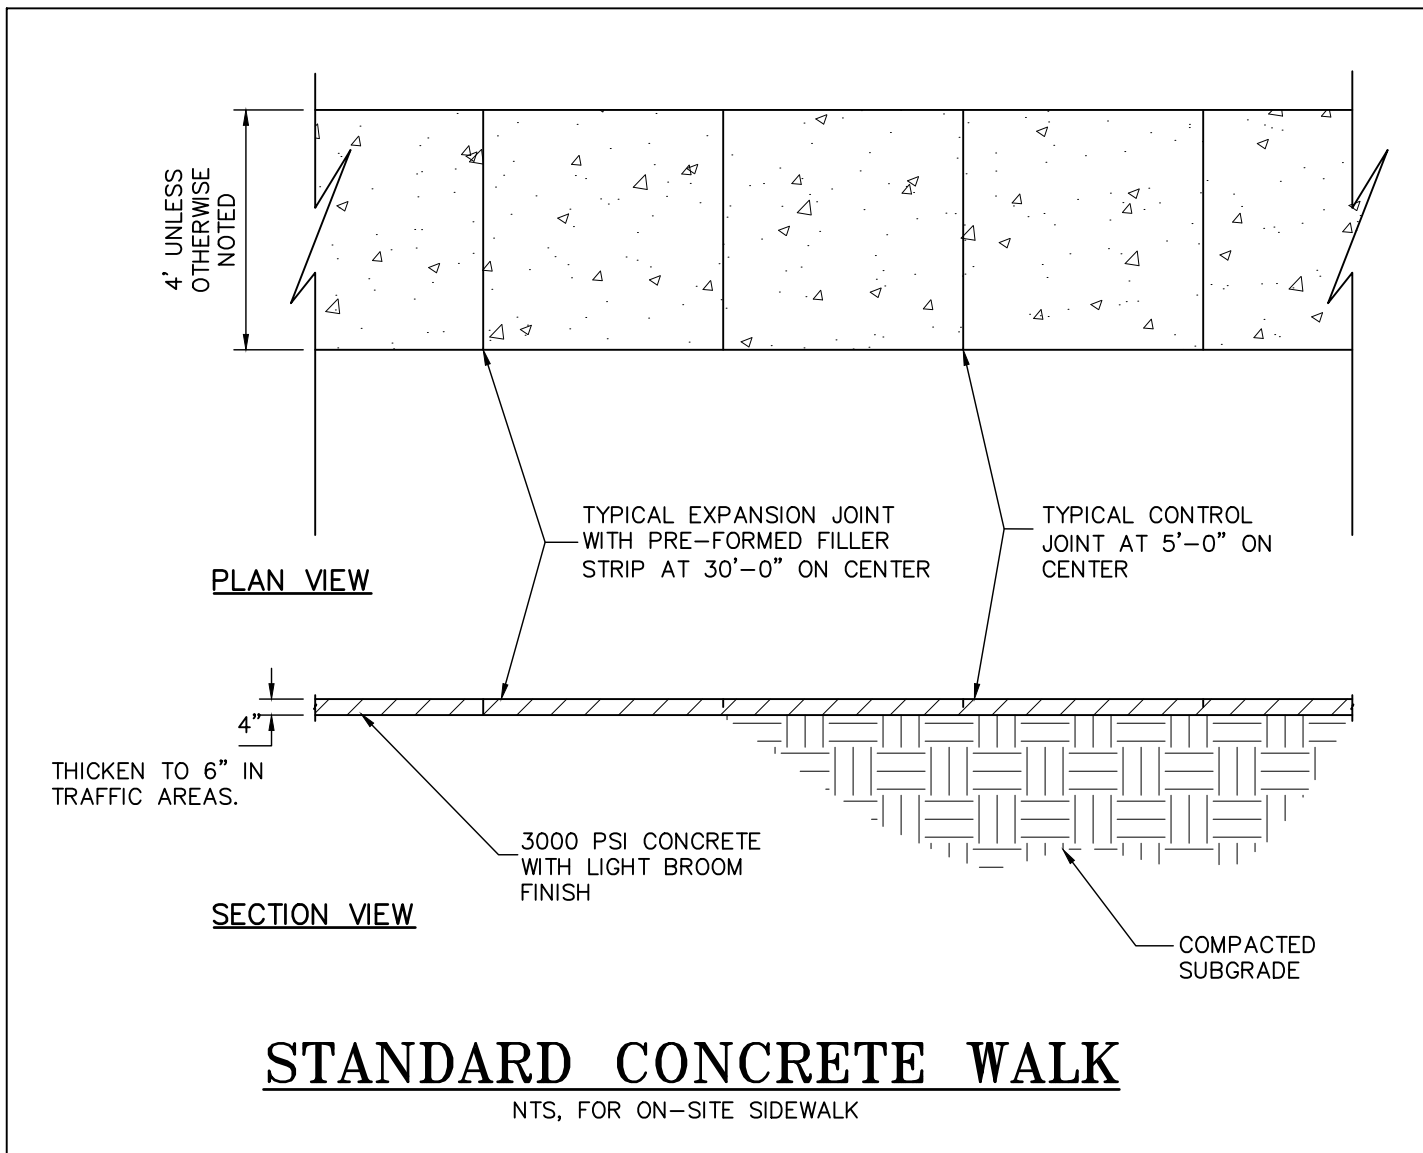 4' UNLESS
OTHERWISE
NOTED
TYPICAL EXPANSION JOINT
WITH PRE-FORMED FILLER
STRIP AT 30'-0" ON CENTER
TYPICAL CONTROL
JOINT AT 5'-0" ON
CENTER
PLAN VIEW
4"
THICKEN TO 6" IN
TRAFFIC AREAS.
3000 PSI CONCRETE
WITH LIGHT BROOM
FINISH
SECTION VIEW
COMPACTED
SUBGRADE
STANDARD CONCRETE WALK
NTS, FOR ON-SITE SIDEWALK